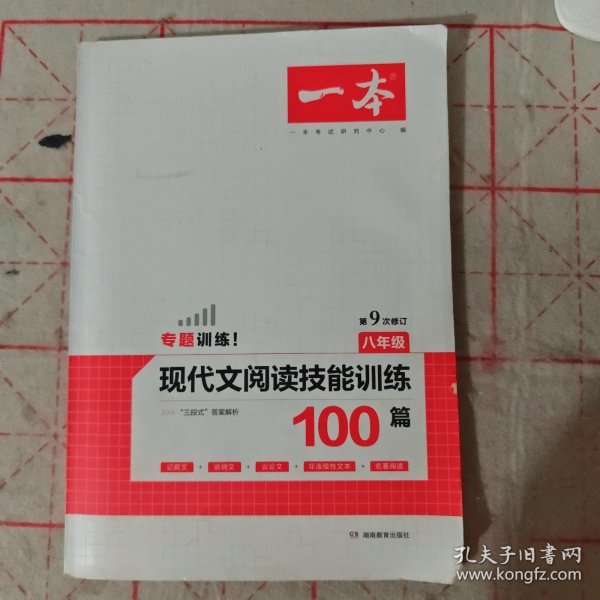 一本®
一本考试研究中心 编
第9次修订
专题训练!
八年级
现代文阅读技能训练
>>> "三段式"答案解析
100篇
记叙文 + 说明文 + 议论文 + 非连续性文本 + 名著阅读
湖南教育出版社
孔夫子旧书网
www.kongfz.com